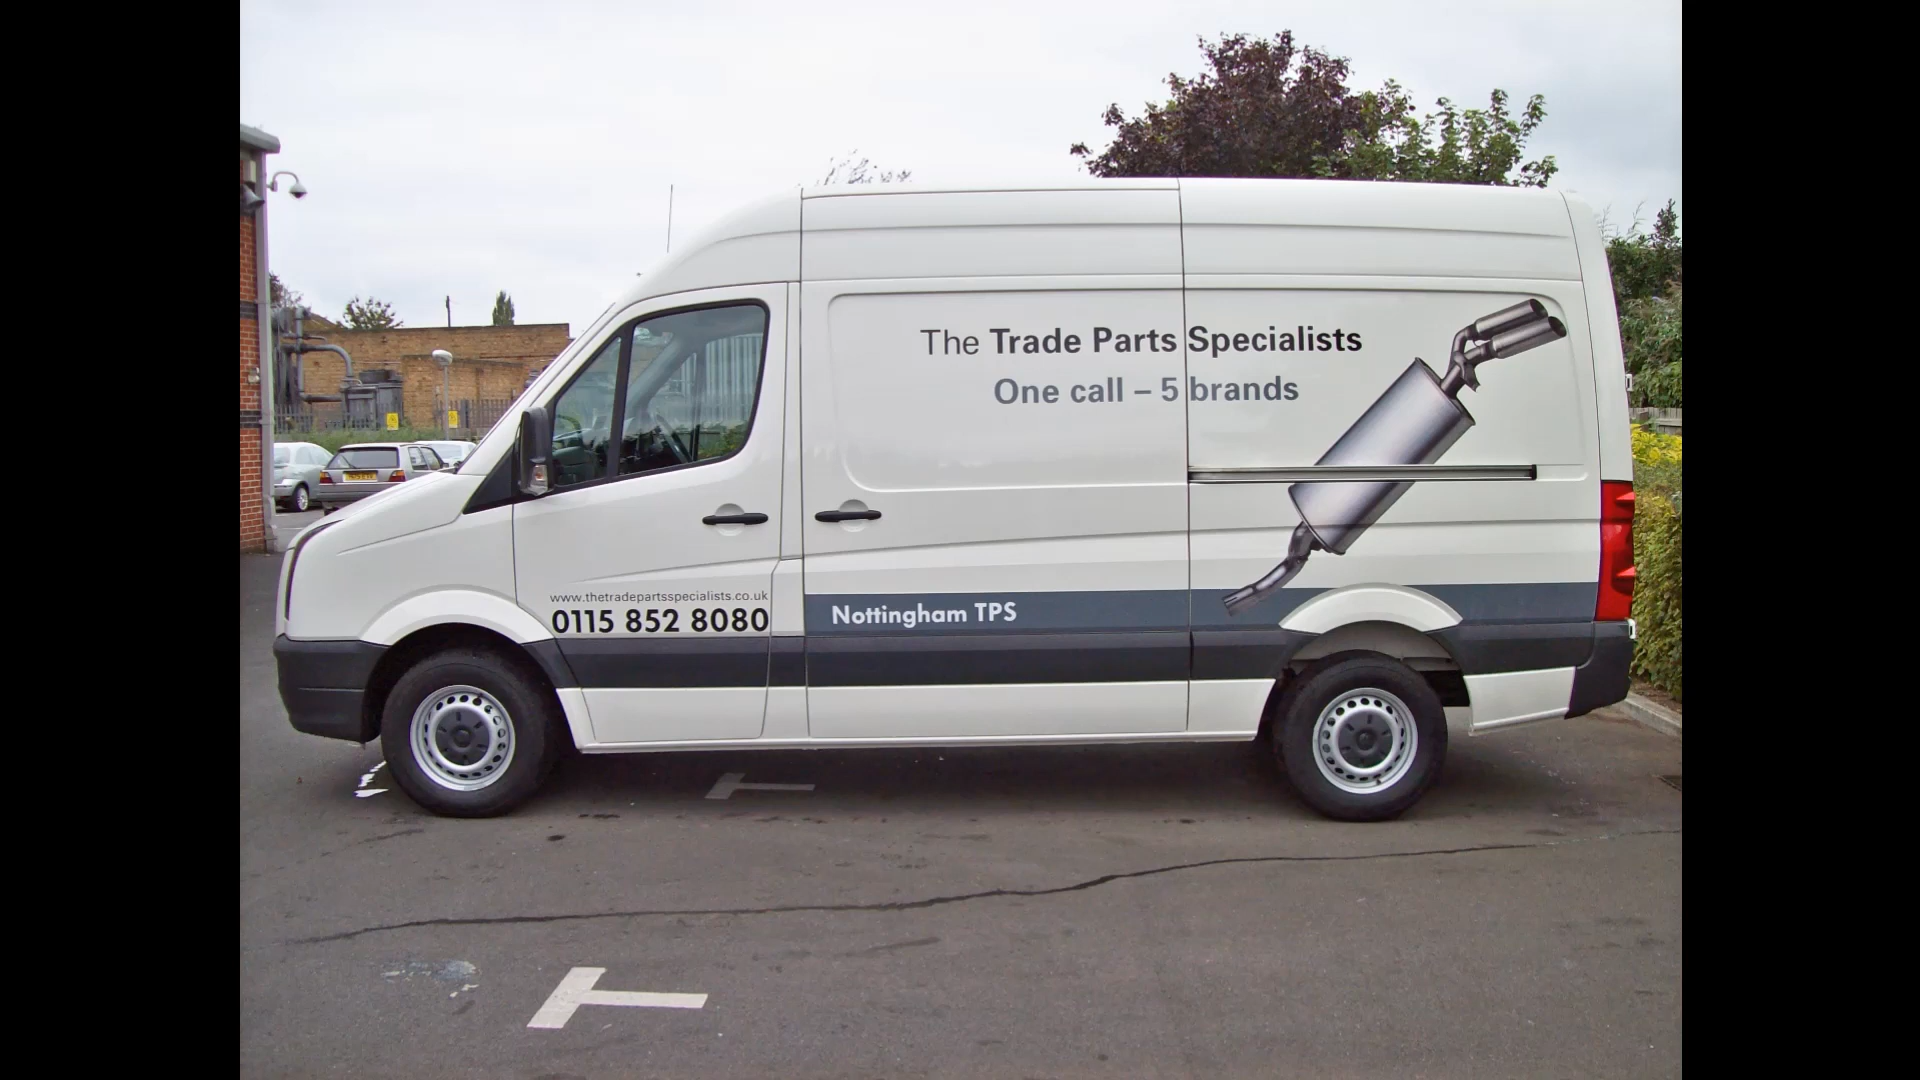 The Trade Parts Specialists
One call – 5 brands
www.thetradepartsspecialists.co.uk
0115 852 8080
Nottingham TPS